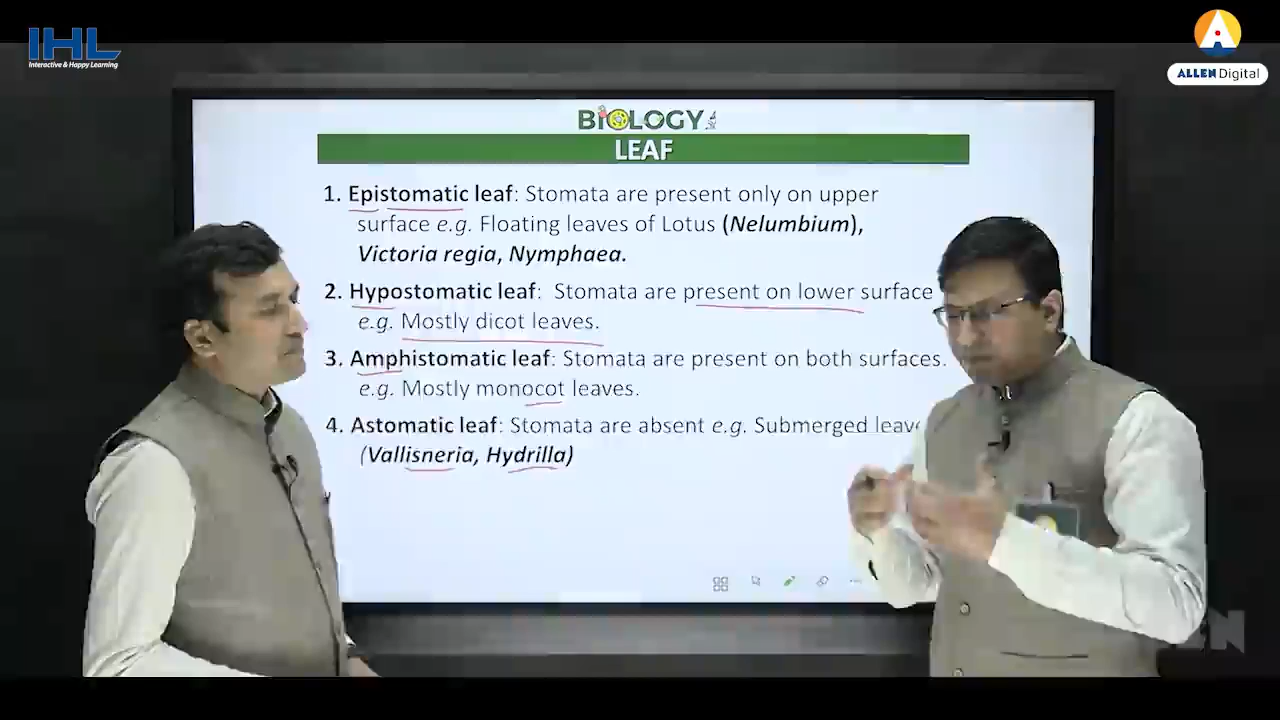 IHL
Interactive & Happy Learning
ALLEN Digital
BIOLOGY
LEAF
1. Epistomatic leaf: Stomata are present only on upper
surface e.g. Floating leaves of Lotus (Nelumbium),
Victoria regia, Nymphaea.
2. Hypostomatic leaf: Stomata are present on lower surface
e.g. Mostly dicot leaves.
3. Amphistomatic leaf: Stomata are present on both surfaces.
e.g. Mostly monocot leaves.
4. Astomatic leaf: Stomata are absent e.g. Submerged
(Vallisneria, Hydrilla)